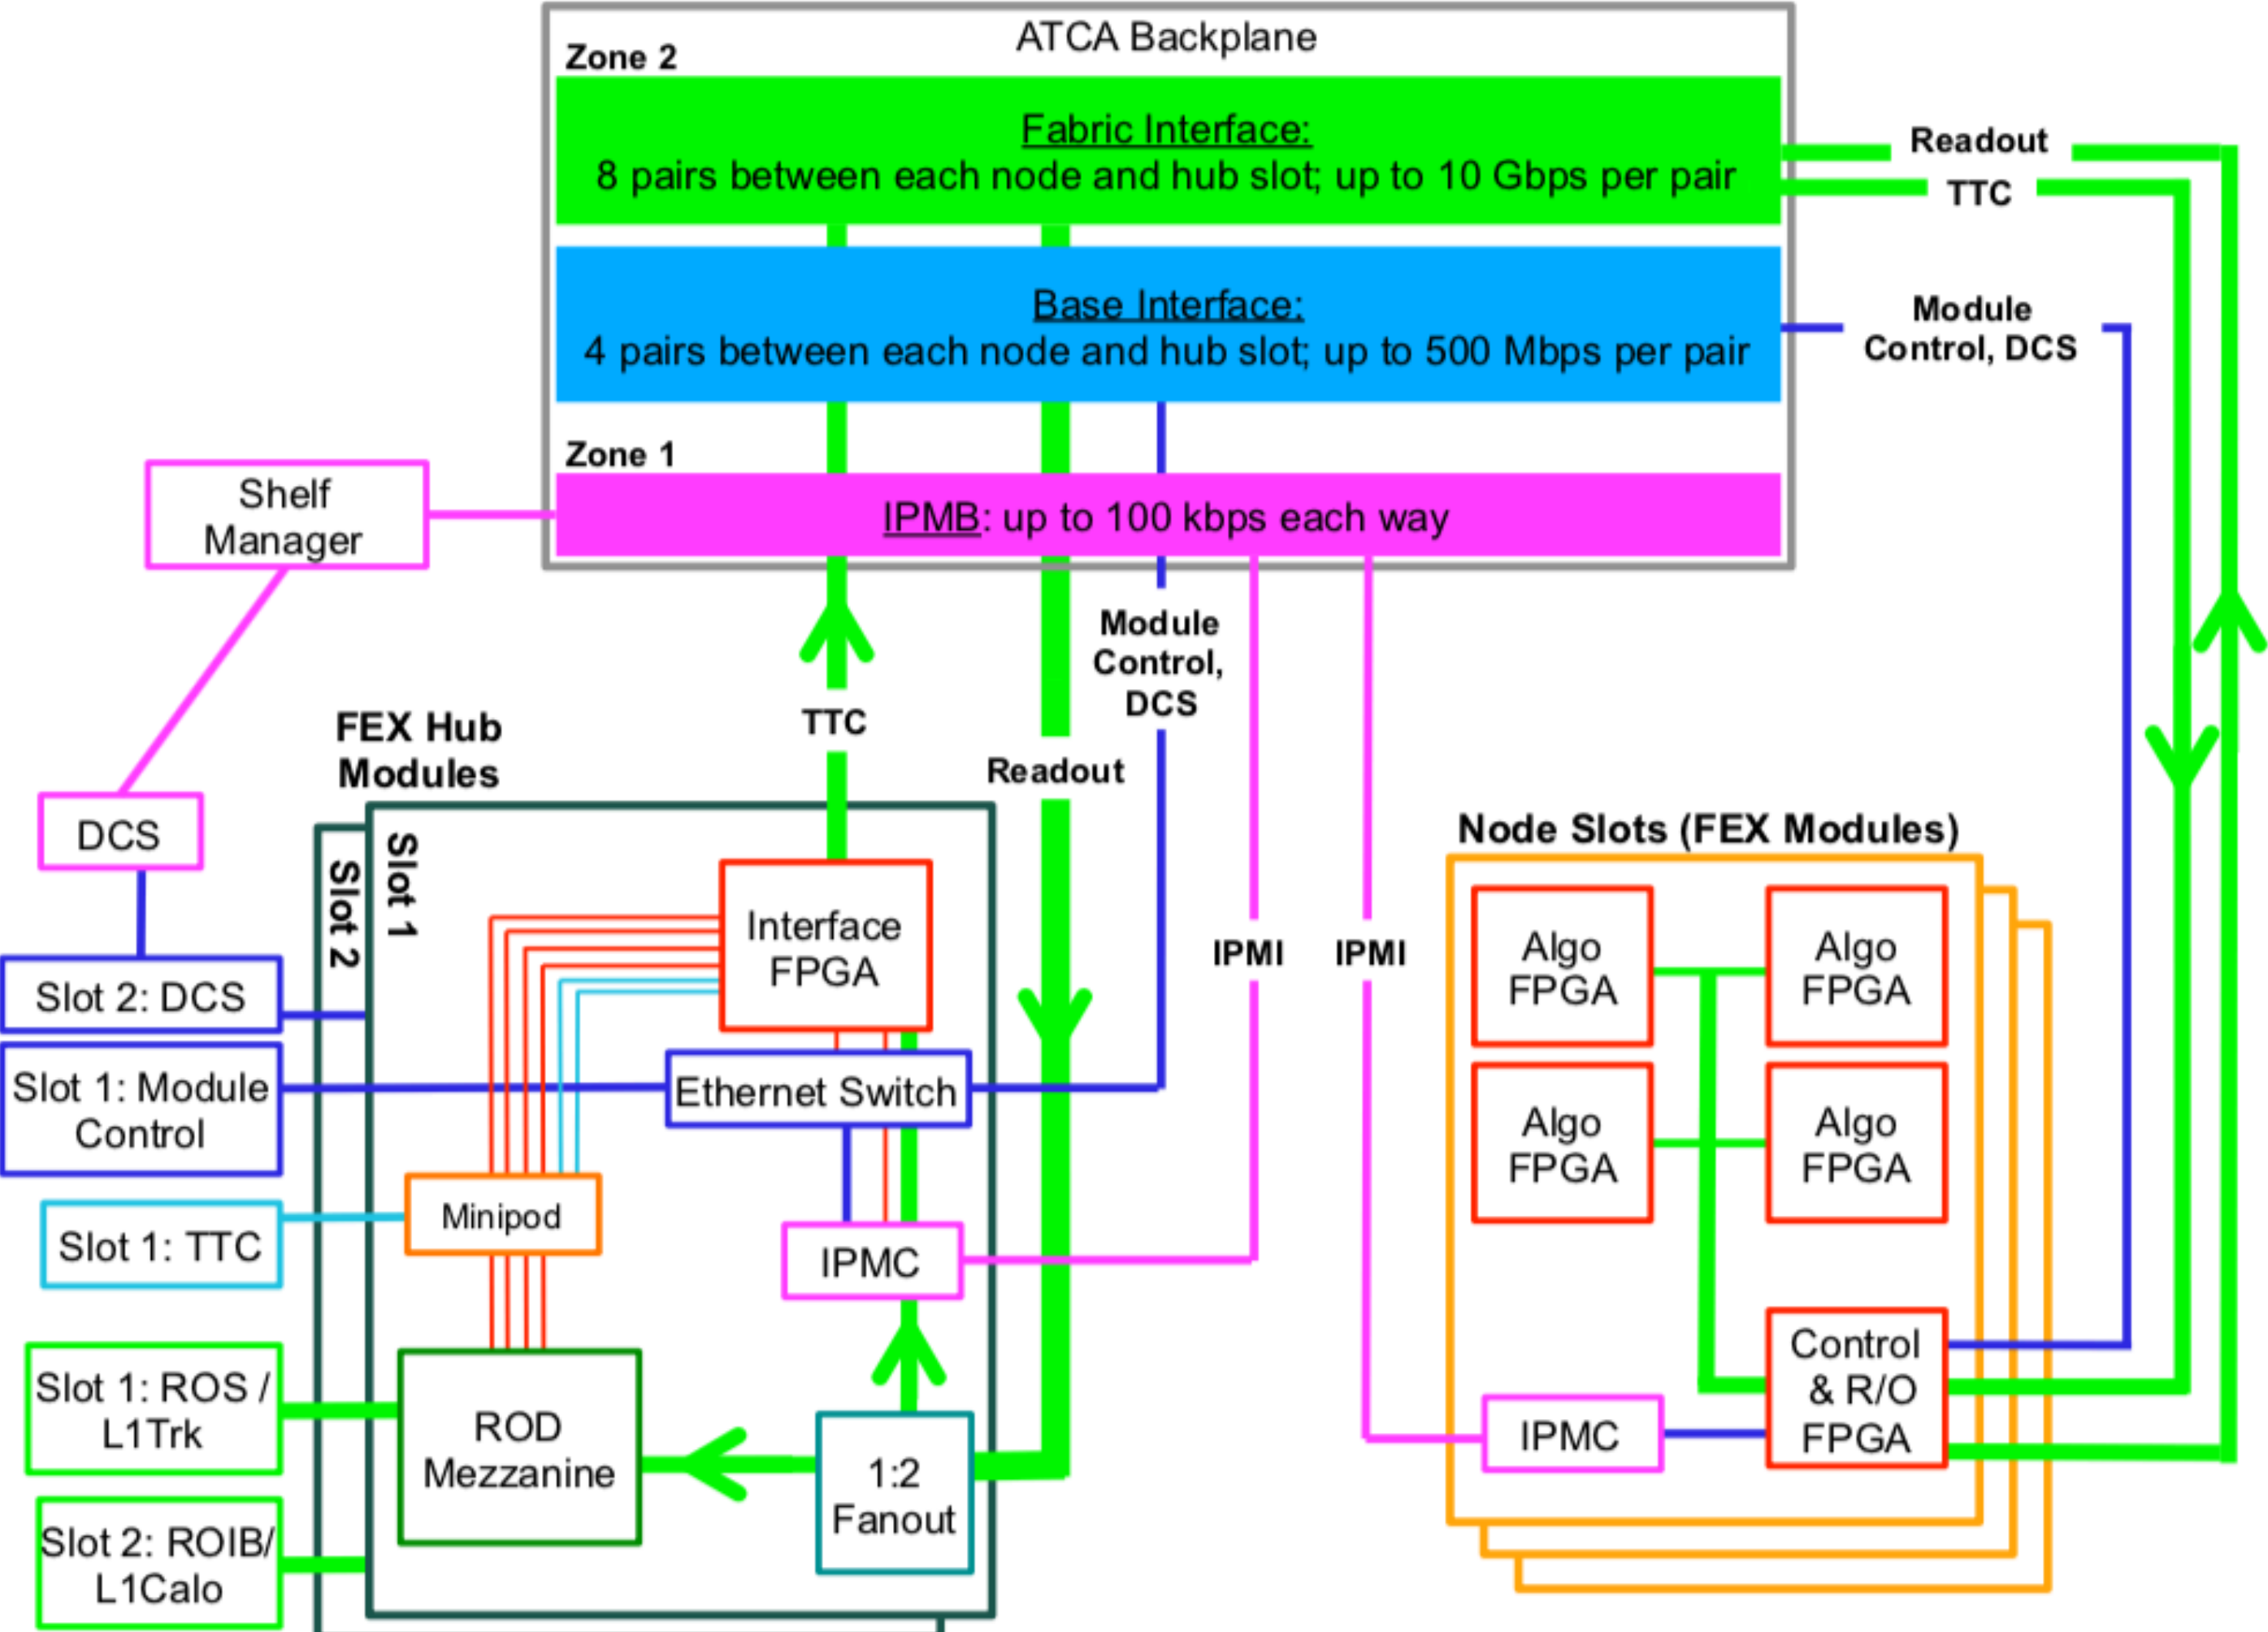 ATCA Backplane
Zone 2
Fabric Interface:
8 pairs between each node and hub slot; up to 10 Gbps per pair
Readout
TTC
Base Interface:
4 pairs between each node and hub slot; up to 500 Mbps per pair
Module
Control, DCS
Zone 1
IPMB: up to 100 kbps each way
Shelf
Manager
Module
Control,
DCS
TTC
Readout
FEX Hub
Modules
DCS
Slot 1
Slot 2
Interface
FPGA
IPMI
IPMI
Node Slots (FEX Modules)
Algo
FPGA
Algo
FPGA
Algo
FPGA
Algo
FPGA
Slot 2: DCS
Slot 1: Module
Control
Ethernet Switch
Minipod
Slot 1: TTC
IPMC
Slot 1: ROS /
L1Trk
ROD
Mezzanine
1:2
Fanout
Control
& R/O
FPGA
IPMC
Slot 2: ROIB/
L1Calo